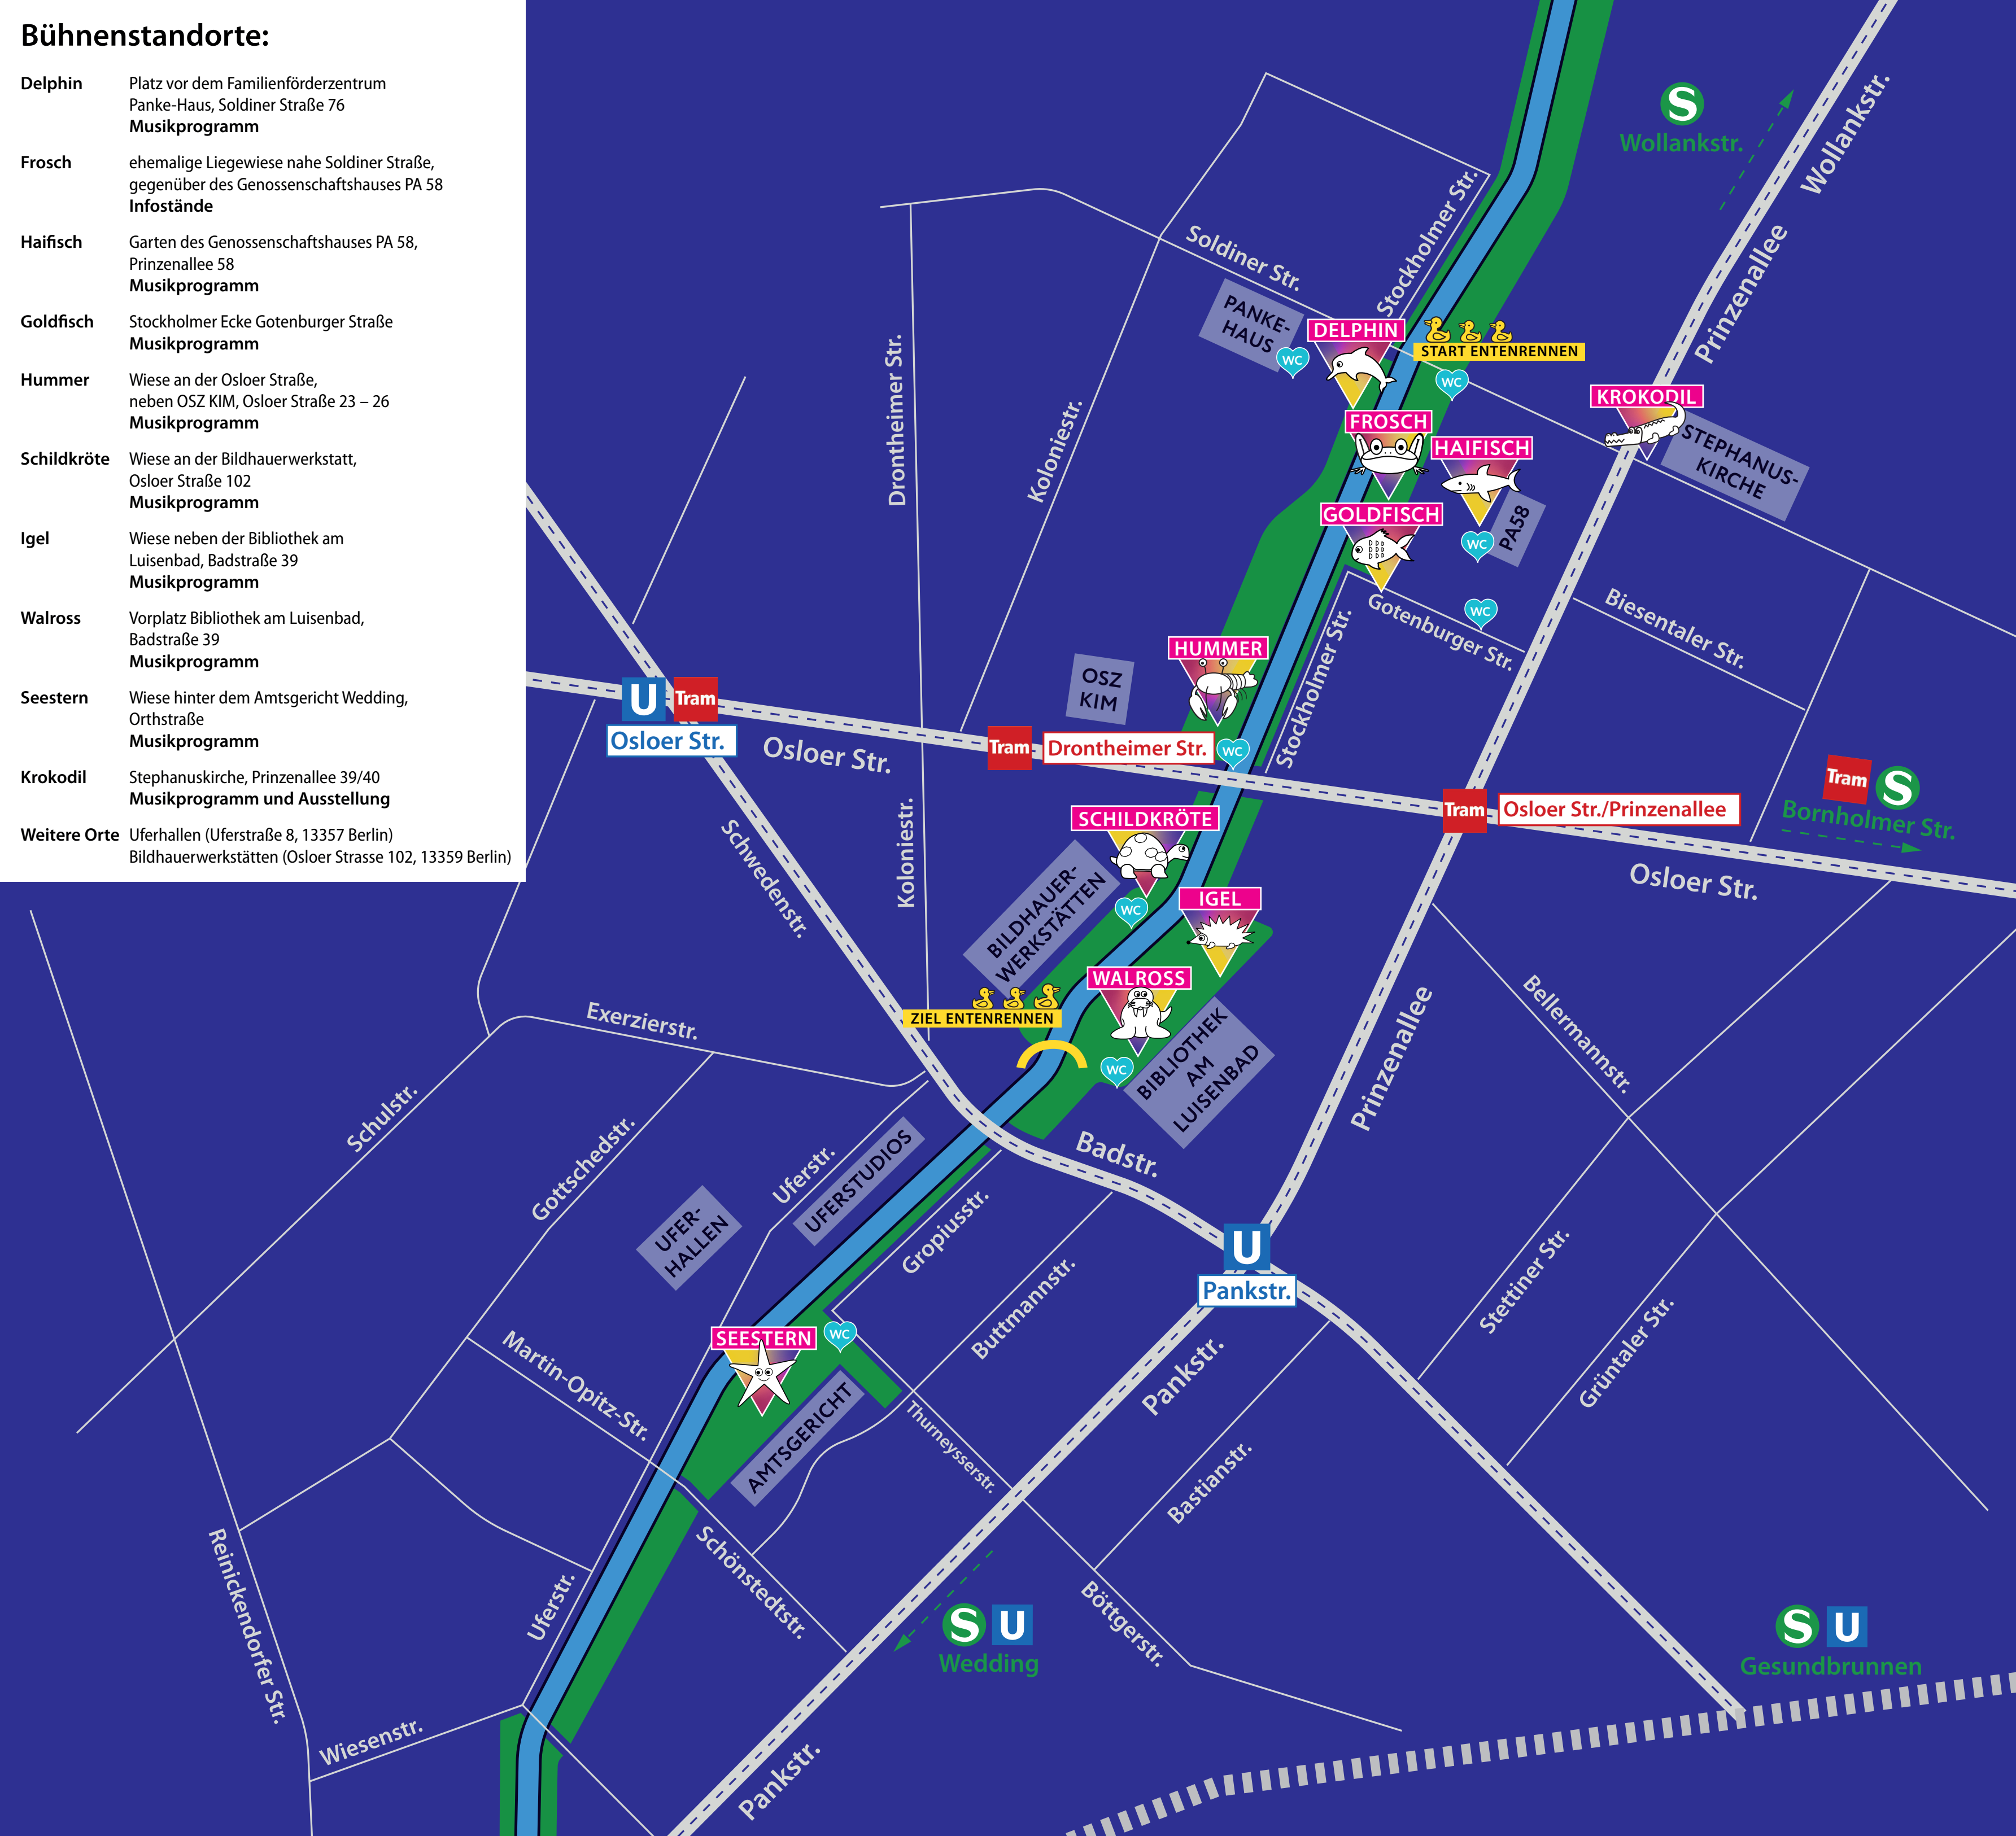 Bühnenstandorte:
Delphin Platz vor dem Familienförderzentrum
Panke-Haus, Soldiner Straße 76
Musikprogramm
Frosch ehemalige Liegewiese nahe Soldiner Straße,
gegenüber des Genossenschaftshauses PA 58
Infostände
Haifisch Garten des Genossenschaftshauses PA 58,
Prinzenallee 58
Musikprogramm
Goldfisch Stockholmer Ecke Gotenburger Straße
Musikprogramm
Hummer Wiese an der Osloer Straße,
neben OSZ KIM, Osloer Straße 23 – 26
Musikprogramm
Schildkröte Wiese an der Bildhauerwerkstatt,
Osloer Straße 102
Musikprogramm
Igel Wiese neben der Bibliothek am
Luisenbad, Badstraße 39
Musikprogramm
Walross Vorplatz Bibliothek am Luisenbad,
Badstraße 39
Musikprogramm
Seestern Wiese hinter dem Amtsgericht Wedding,
Orthstraße
Musikprogramm
Krokodil Stephanuskirche, Prinzenallee 39/40
Musikprogramm und Ausstellung
Weitere Orte Uferhallen (Uferstraße 8, 13357 Berlin)
Bildhauerwerkstätten (Osloer Strasse 102, 13359 Berlin)
S
Wollankstr.
Wollankstr.
Prinzenallee
Stockholmer Str.
Soldiner Str.
PANKE-
HAUS
WC
DELPHIN
START ENTENRENNEN
WC
KROKODIL
STEPHANUS-
KIRCHE
FROSCH
HAIFISCH
GOLDFISCH
PA58
WC
WC
Drontheimer Str.
Koloniestr.
Gotenburger Str.
Biesentaler Str.
Stockholmer Str.
HUMMER
OSZ
KIM
U
Tram
Osloer Str.
Osloer Str.
Tram
Drontheimer Str.
WC
Tram
Osloer Str./Prinzenallee
Tram
S
Bornholmer Str.
Osloer Str.
SCHILDKRÖTE
BILDHAUER-
WERKSTÄTTEN
WC
IGEL
WALROSS
ZIEL ENTENRENNEN
WC
BIBLIOTHEK
AM
LUISENBAD
Schwedenstr.
Koloniestr.
Exerzierstr.
Schulstr.
Gottschedstr.
Uferstr.
UFERSTUDIOS
UFER-
HALLEN
Gropiusstr.
Badstr.
Prinzenallee
Bellermannstr.
U
Pankstr.
Buttmannstr.
Stettiner Str.
Grüntaler Str.
SEESTERN
WC
AMTSGERICHT
Martin-Opitz-Str.
Thurneysserstr.
Pankstr.
Bastianstr.
Schönstedtstr.
Böttgerstr.
Uferstr.
Reinickendorfer Str.
Wiesenstr.
S
U
Wedding
S
U
Gesundbrunnen
Pankstr.